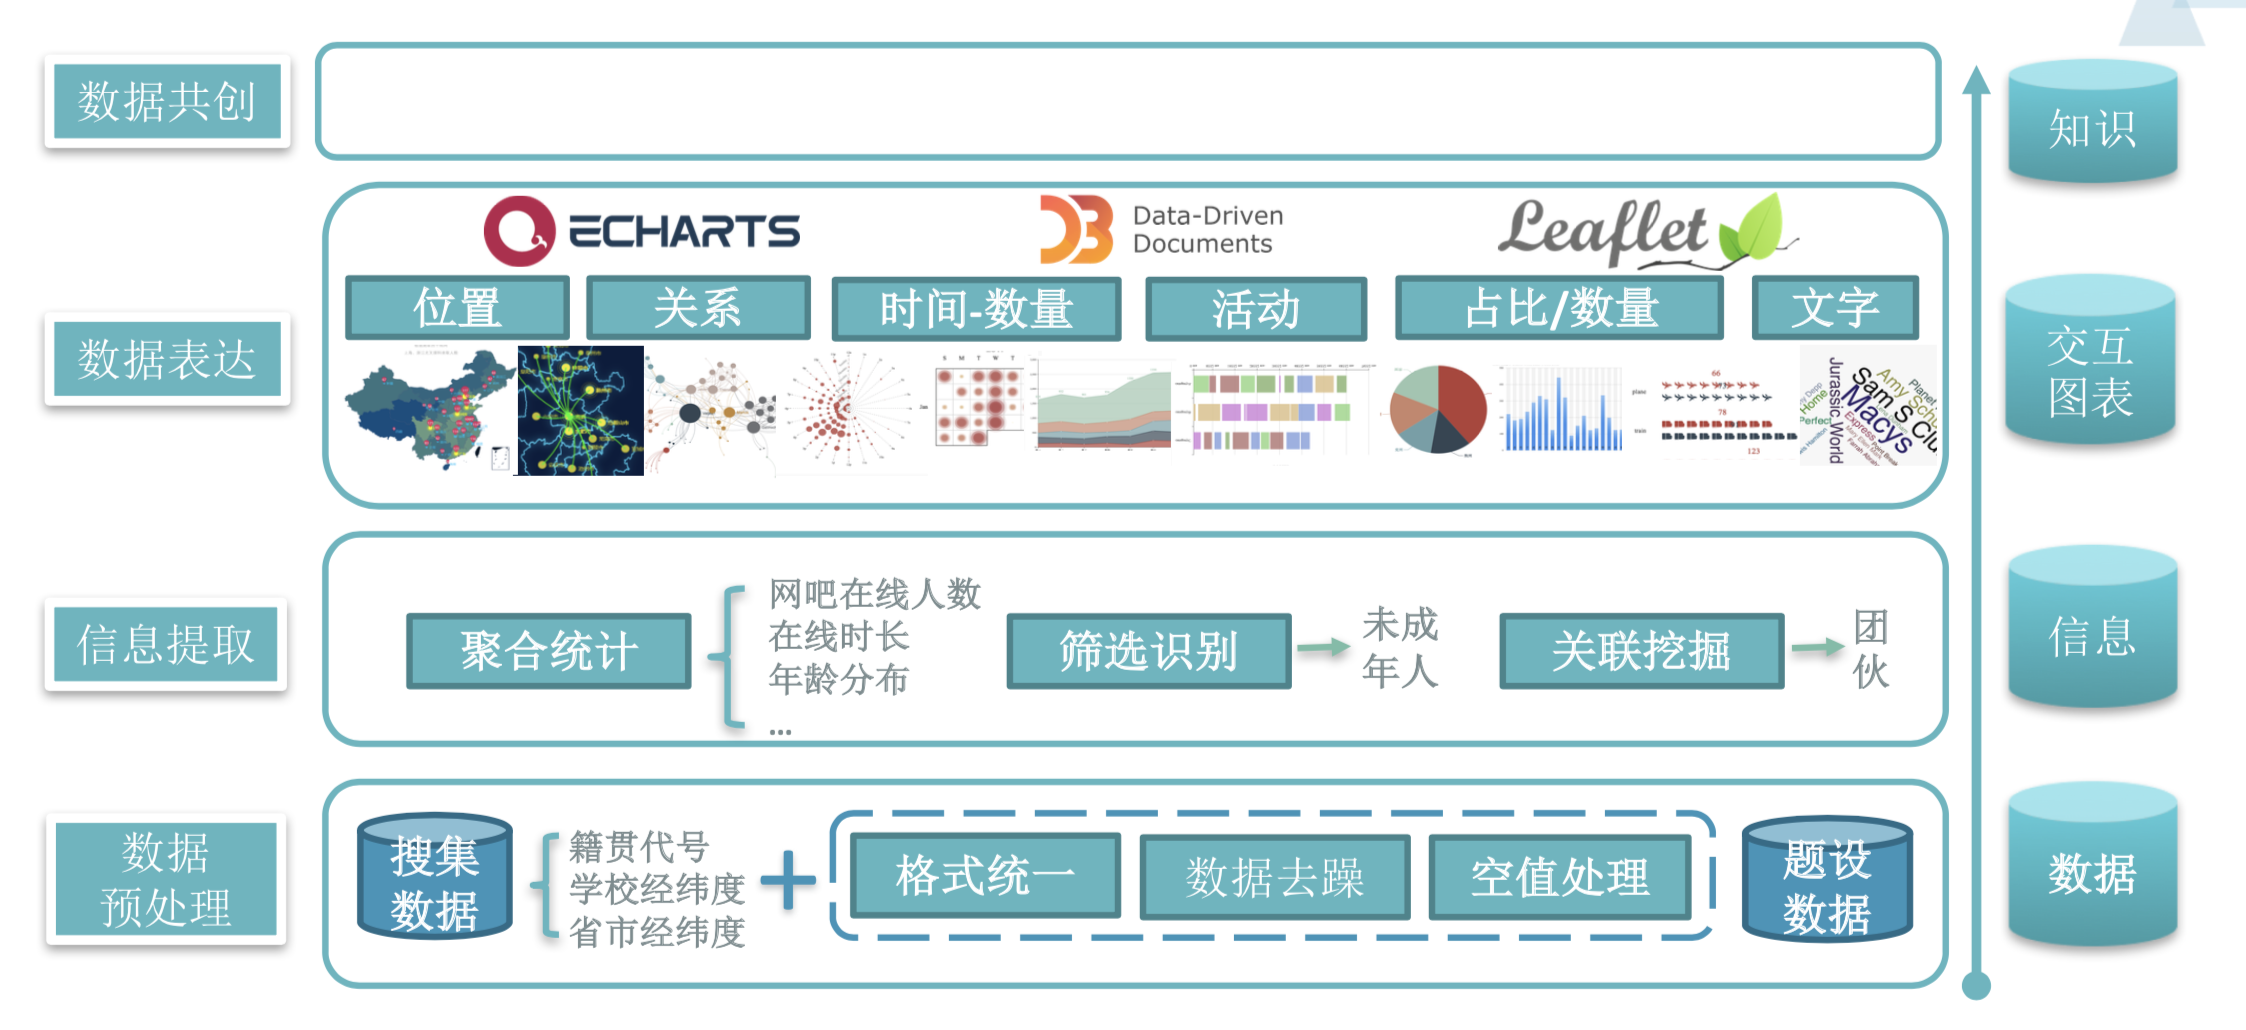 数据共创
知识
ECHARTS
D3 Data-Driven
Documents
Leaflet
位置
关系
时间-数量
活动
占比/数量
文字
数据表达
交互
图表
S M T W T
66
78
123
Jurassic World
Home
Perfect
Sam S Clu
Macys
Amy Schu
Planet
Express
信息提取
聚合统计
网吧在线人数
在线时长
年龄分布
...
筛选识别
未成
年人
关联挖掘
团
伙
信息
数据
预处理
搜集
数据
籍贯代号
学校经纬度
省市经纬度
格式统一
数据去躁
空值处理
题设
数据
数据